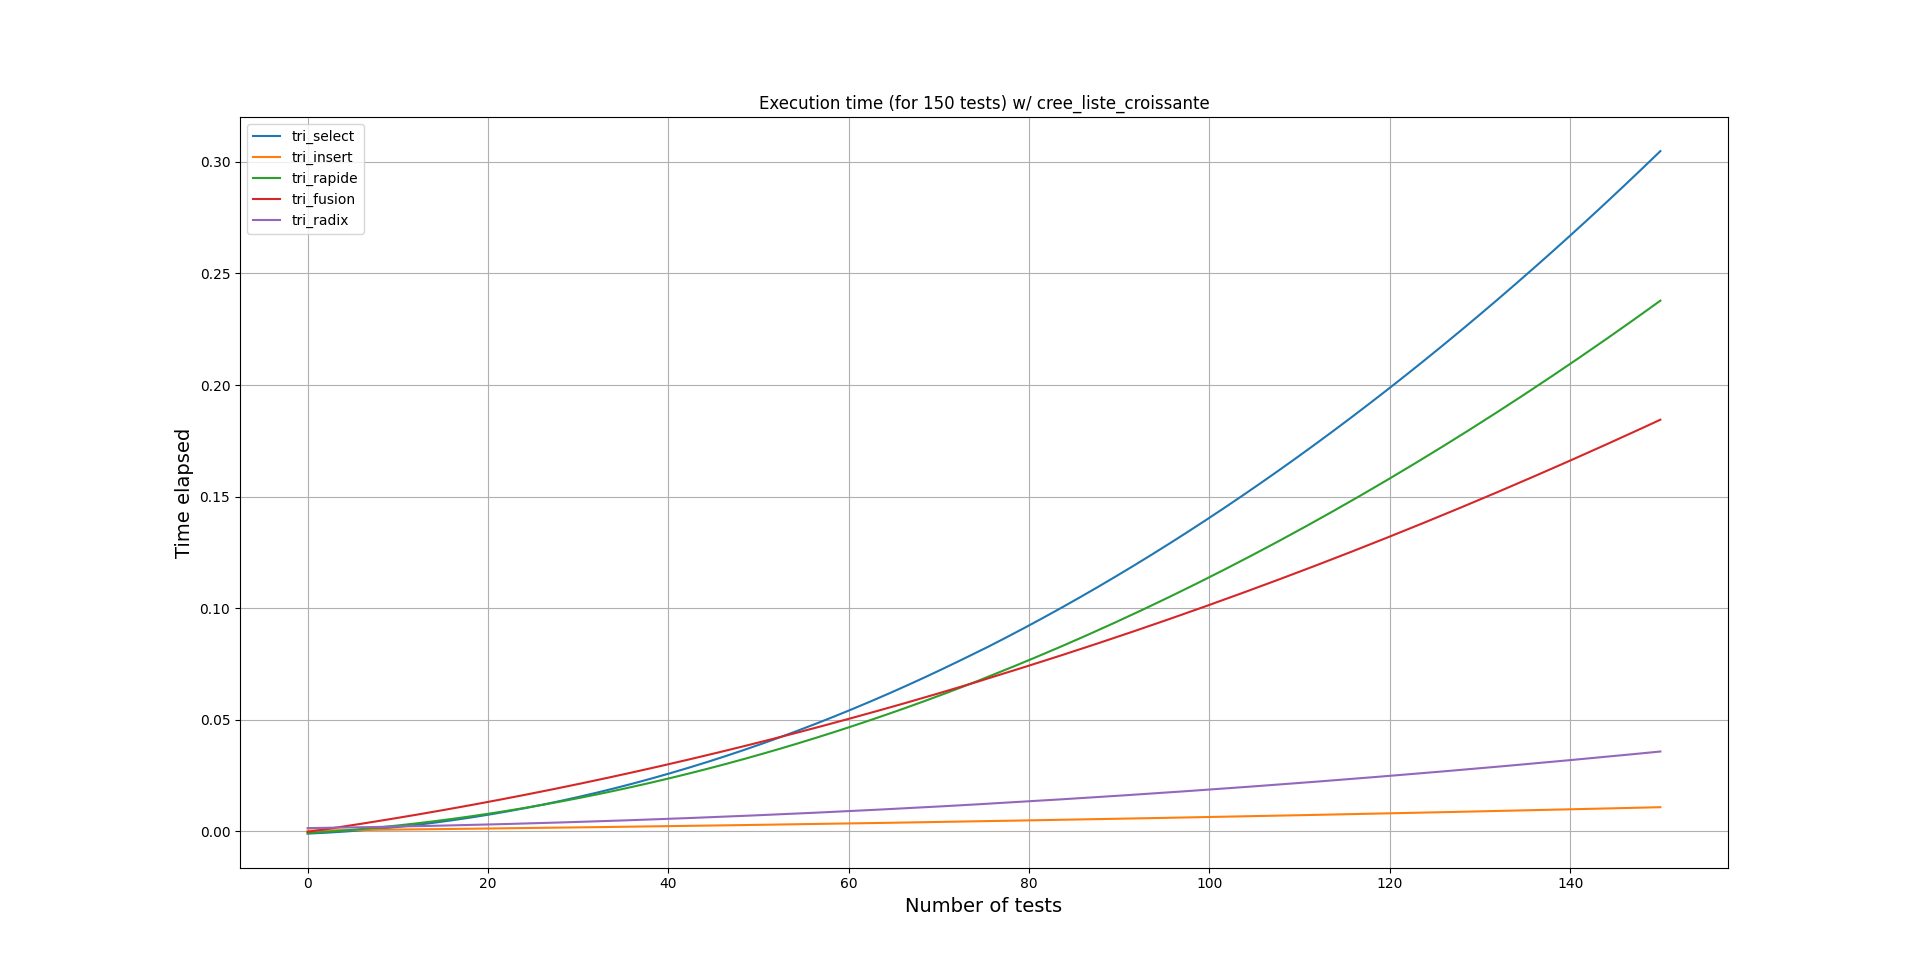 Execution time (for 150 tests) w/ cree_liste_croissante
tri_select
tri_insert
tri_rapide
tri_fusion
tri_radix
0.30
0.25
0.20
0.15
0.10
0.05
0.00
Time elapsed
0 20 40 60 80 100 120 140
Number of tests